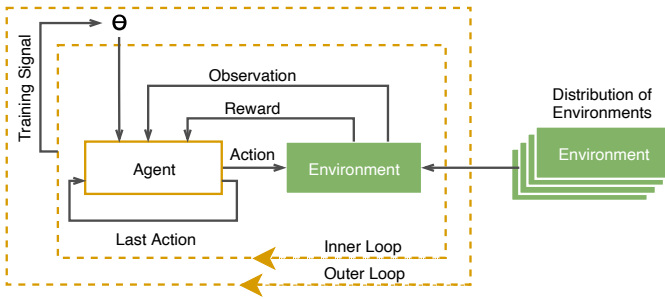 Training Signal
Θ
Observation
Reward
Agent
Action
Environment
Last Action
Inner Loop
Outer Loop
Distribution of
Environments
Environment